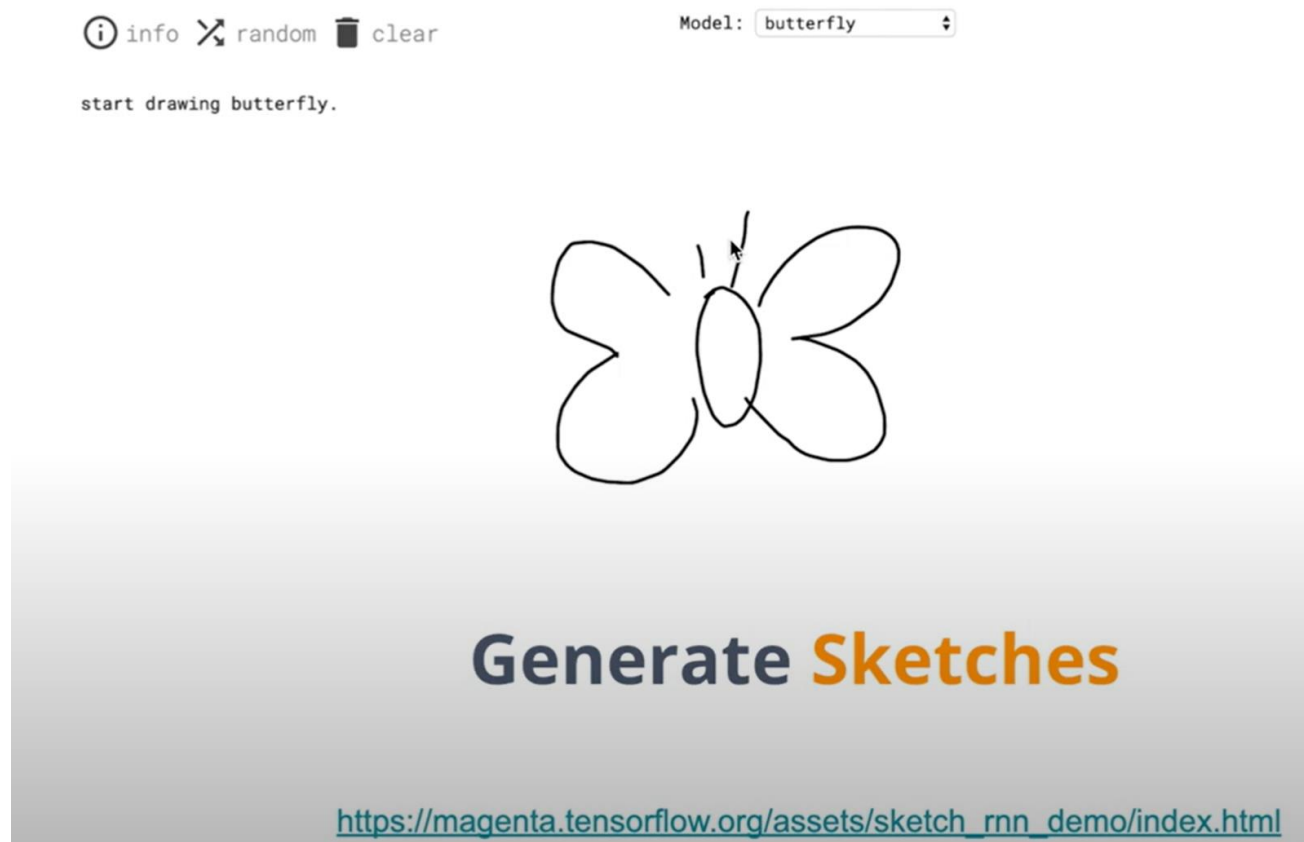 info random clear Model: butterfly
start drawing butterfly.
Generate Sketches
https://magenta.tensorflow.org/assets/sketch_rnn_demo/index.html